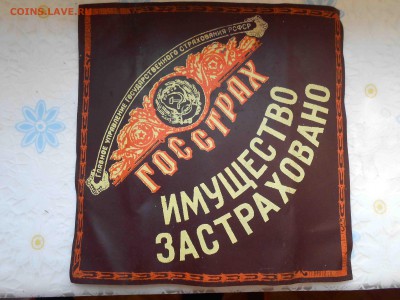 COINS.LAVE.RU
ГЛАВНОЕ УПРАВЛЕНИЕ ГОСУДАРСТВЕННОГО СТРАХОВАНИЯ РСФСР
ГОССТРАХ
ИМУЩЕСТВО
ЗАСТРАХОВАНО